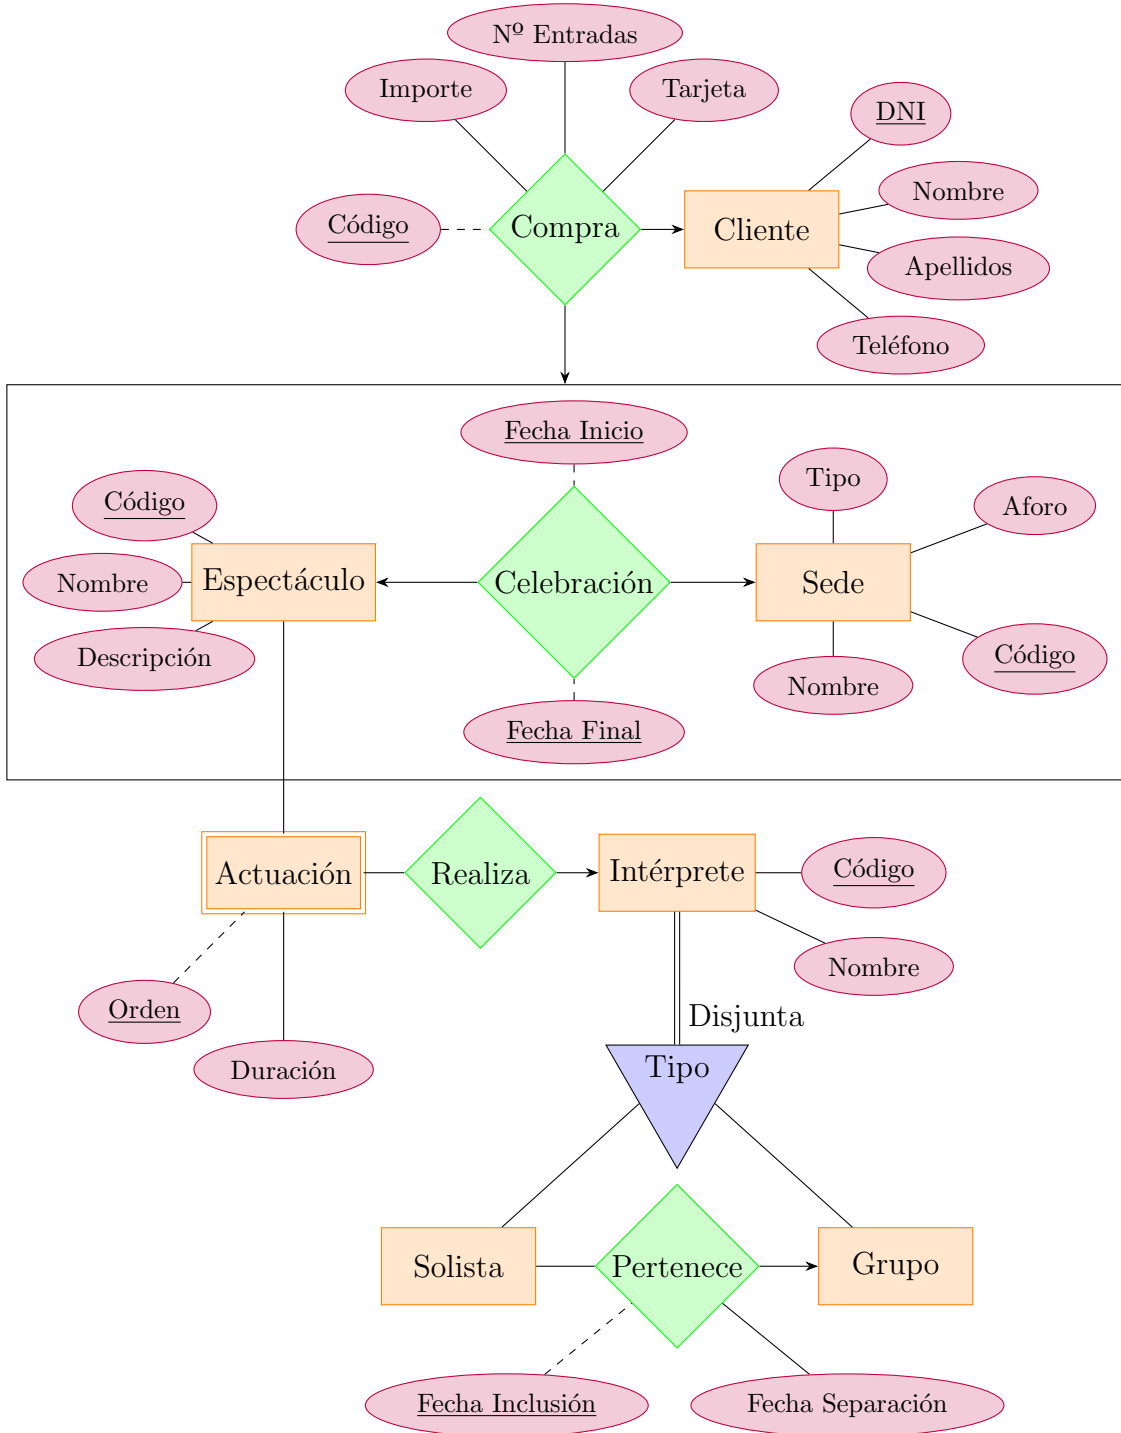 Nº Entradas
Importe
Tarjeta
DNI
Nombre
Código
Compra
Cliente
Apellidos
Teléfono
Fecha Inicio
Tipo
Código
Aforo
Nombre
Espectáculo
Celebración
Sede
Descripción
Código
Nombre
Fecha Final
Actuación
Realiza
Intérprete
Código
Nombre
Orden
Disjunta
Duración
Tipo
Solista
Pertenece
Grupo
Fecha Inclusión
Fecha Separación